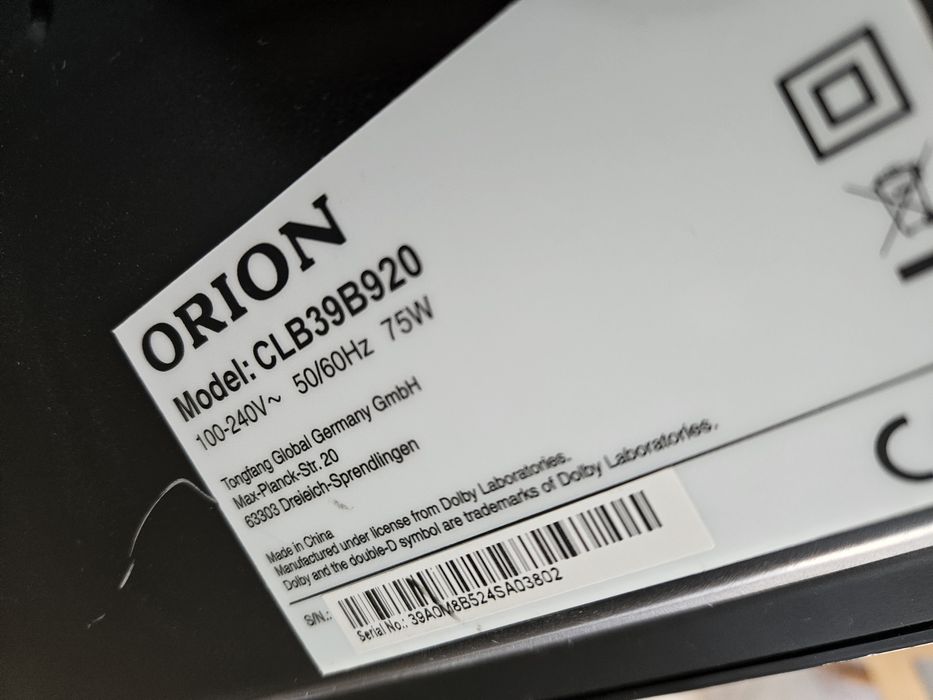 ORION
Model: CLB39B920
100-240V~ 50/60Hz 75W
Tongfang Global Germany GmbH
Max-Planck-Str. 20
63303 Dreieich-Sprendlingen
Made in China
Manufactured under license from Dolby Laboratories.
Dolby and the double-D symbol are trademarks of Dolby Laboratories.
S/N.:
Serial No.: 39A0M8B524SA03802